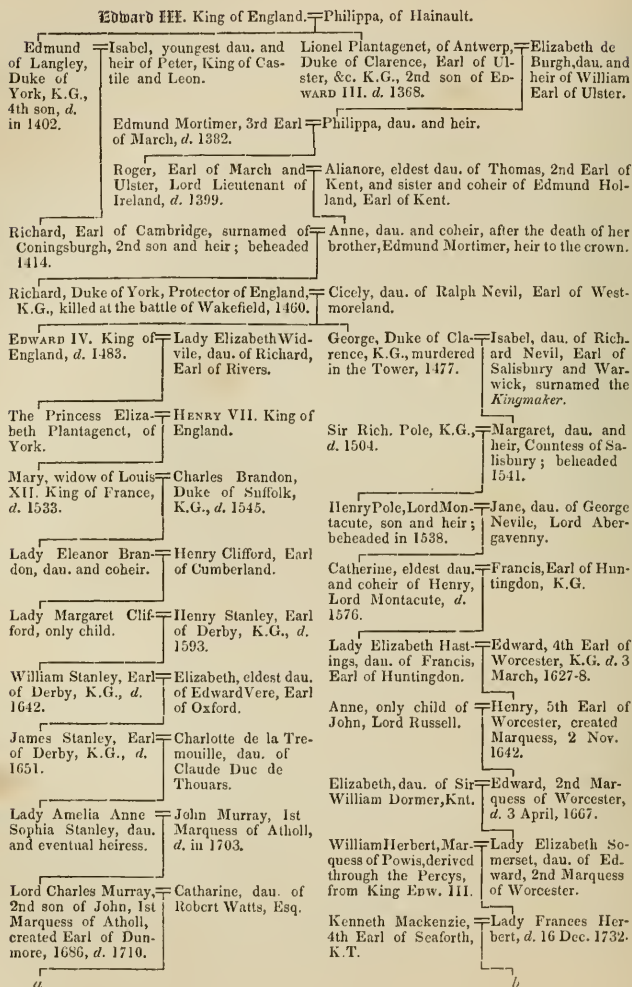 Edward III. King of England.=Philippa, of Hainault.
Edmund of Langley, Duke of York, K.G., 4th son, d. in 1402.
Isabel, youngest dau. and heir of Peter, King of Castile and Leon.
Lionel Plantagenet, of Antwerp, Duke of Clarence, Earl of Ulster, &c. K.G., 2nd son of EDWARD III. d. 1368.
Elizabeth de Burgh, dau. and heir of William Earl of Ulster.
Edmund Mortimer, 3rd Earl of March, d. 1382.
Philippa, dau. and heir.
Roger, Earl of March and Ulster, Lord Lieutenant of Ireland, d. 1399.
Alianore, eldest dau. of Thomas, 2nd Earl of Kent, and sister and coheir of Edmund Holland, Earl of Kent.
Richard, Earl of Cambridge, surnamed of Coningsburgh, 2nd son and heir; beheaded 1414.
Anne, dau. and coheir, after the death of her brother, Edmund Mortimer, heir to the crown.
Richard, Duke of York, Protector of England, K.G., killed at the battle of Wakefield, 1460.
Cicely, dau. of Ralph Nevil, Earl of Westmoreland.
EDWARD IV. King of England, d. 1483.
Lady Elizabeth Widvile, dau. of Richard, Earl of Rivers.
George, Duke of Clarence, K.G., murdered in the Tower, 1477.
Isabel, dau. of Richard Nevil, Earl of Salisbury and Warwick, surnamed the Kingmaker.
The Princess Elizabeth Plantagenet, of York.
HENRY VII. King of England.
Sir Rich. Pole, K.G., d. 1504.
Margaret, dau. and heir, Countess of Salisbury; beheaded 1541.
Mary, widow of Louis XII. King of France, d. 1533.
Charles Brandon, Duke of Suffolk, K.G., d. 1545.
Henry Pole, Lord Montacute, son and heir; beheaded in 1538.
Jane, dau. of George Nevile, Lord Abergavenny.
Lady Eleanor Brandon, dau. and coheir.
Henry Clifford, Earl of Cumberland.
Catherine, eldest dau. and coheir of Henry, Lord Montacute, d. 1576.
Francis, Earl of Huntingdon, K.G.
Lady Margaret Clifford, only child.
Henry Stanley, Earl of Derby, K.G., d. 1593.
Lady Elizabeth Hastings, dau. of Francis, Earl of Huntingdon.
Edward, 4th Earl of Worcester, K.G. d. 3 March, 1627-8.
William Stanley, Earl of Derby, K.G., d. 1642.
Elizabeth, eldest dau. of Edward Vere, Earl of Oxford.
Anne, only child of John, Lord Russell.
Henry, 5th Earl of Worcester, created Marquess, 2 Nov. 1642.
James Stanley, Earl of Derby, K.G., d. 1651.
Charlotte de la Tremouille, dau. of Claude Duc de Thouars.
Elizabeth, dau. of Sir William Dormer, Knt.
Edward, 2nd Marquess of Worcester, d. 3 April, 1667.
Lady Amelia Anne Sophia Stanley, dau. and eventual heiress.
John Murray, 1st Marquess of Atholl, d. in 1703.
William Herbert, Marquess of Powis, derived through the Percys, from King EDW. III.
Lady Elizabeth Somerset, dau. of Edward, 2nd Marquess of Worcester.
Lord Charles Murray, 2nd son of John, 1st Marquess of Atholl, created Earl of Dunmore, 1686, d. 1710.
Catharine, dau. of Robert Watts, Esq.
Kenneth Mackenzie, 4th Earl of Seaforth, K.T.
Lady Frances Herbert, d. 16 Dec. 1732.
a
b